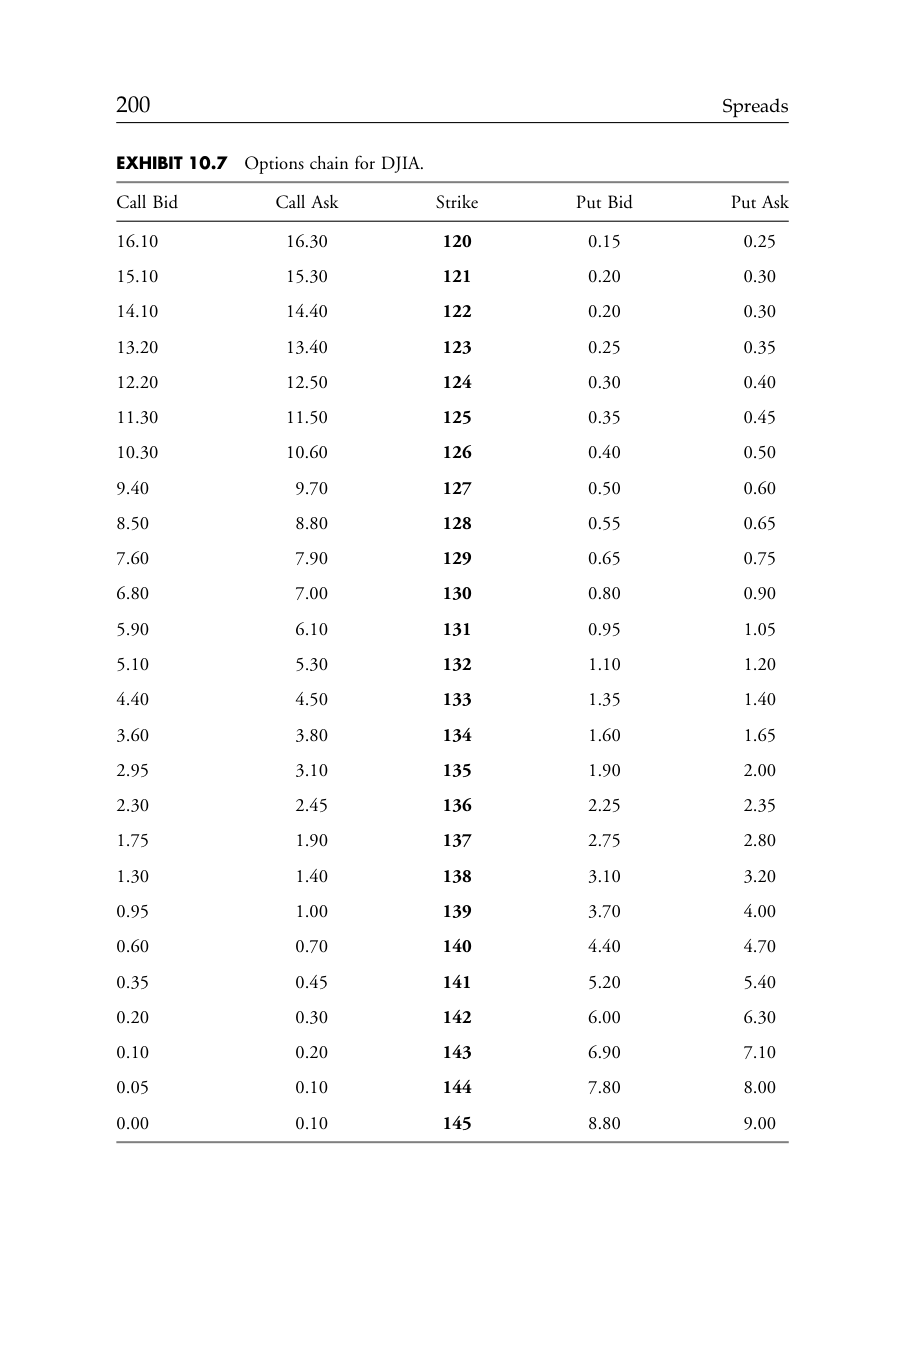 200 Spreads
EXHIBIT 10.7 Options chain for DJIA.
Call Bid Call Ask Strike Put Bid Put Ask
16.10 16.30 120 0.15 0.25
15.10 15.30 121 0.20 0.30
14.10 14.40 122 0.20 0.30
13.20 13.40 123 0.25 0.35
12.20 12.50 124 0.30 0.40
11.30 11.50 125 0.35 0.45
10.30 10.60 126 0.40 0.50
9.40 9.70 127 0.50 0.60
8.50 8.80 128 0.55 0.65
7.60 7.90 129 0.65 0.75
6.80 7.00 130 0.80 0.90
5.90 6.10 131 0.95 1.05
5.10 5.30 132 1.10 1.20
4.40 4.50 133 1.35 1.40
3.60 3.80 134 1.60 1.65
2.95 3.10 135 1.90 2.00
2.30 2.45 136 2.25 2.35
1.75 1.90 137 2.75 2.80
1.30 1.40 138 3.10 3.20
0.95 1.00 139 3.70 4.00
0.60 0.70 140 4.40 4.70
0.35 0.45 141 5.20 5.40
0.20 0.30 142 6.00 6.30
0.10 0.20 143 6.90 7.10
0.05 0.10 144 7.80 8.00
0.00 0.10 145 8.80 9.00